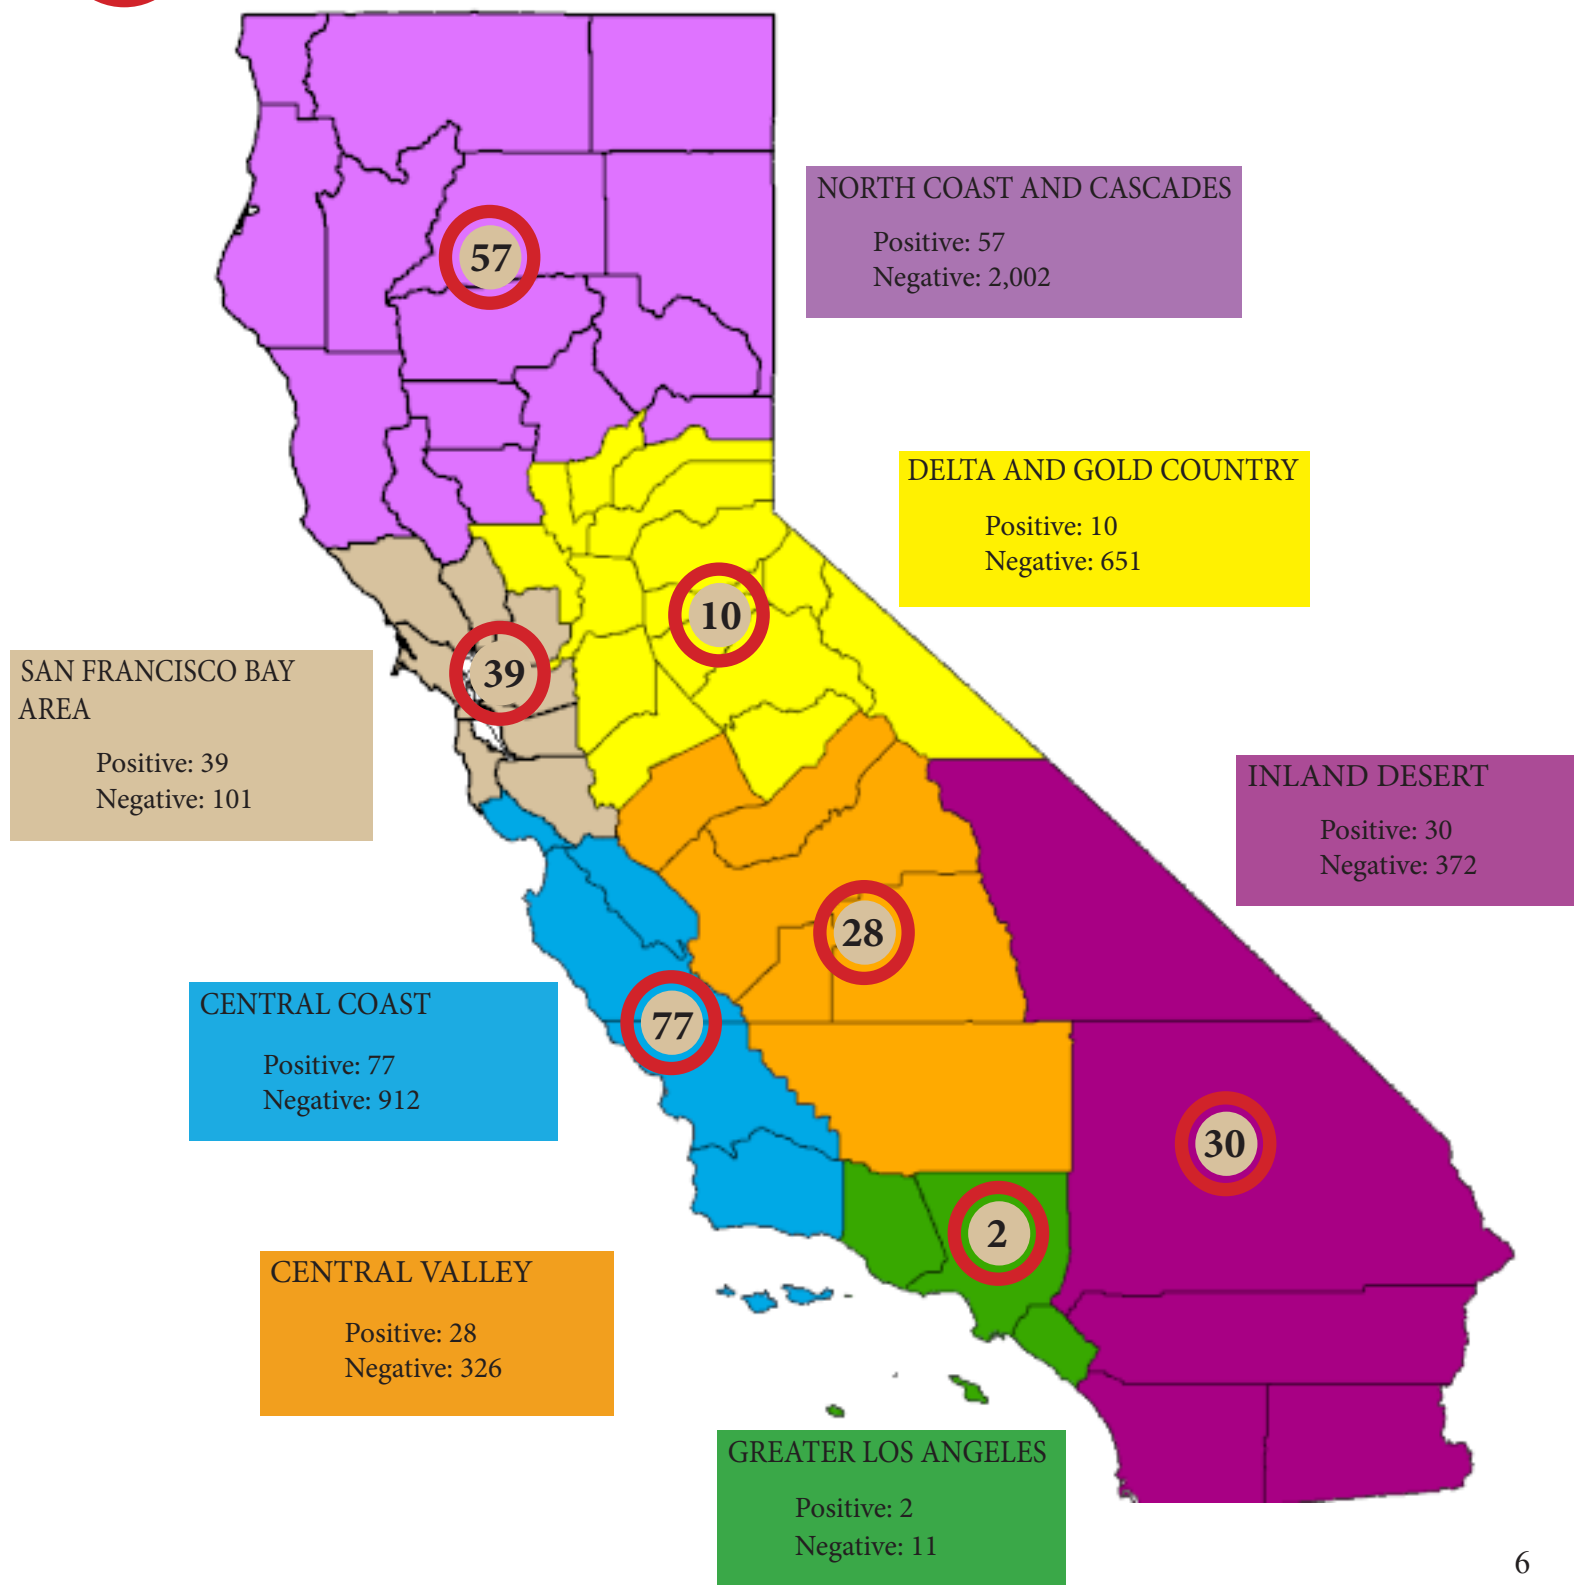 57
NORTH COAST AND CASCADES
Positive: 57
Negative: 2,002
DELTA AND GOLD COUNTRY
Positive: 10
Negative: 651
10
39
SAN FRANCISCO BAY
AREA
Positive: 39
Negative: 101
INLAND DESERT
Positive: 30
Negative: 372
28
CENTRAL COAST
Positive: 77
Negative: 912
77
30
2
CENTRAL VALLEY
Positive: 28
Negative: 326
GREATER LOS ANGELES
Positive: 2
Negative: 11
6